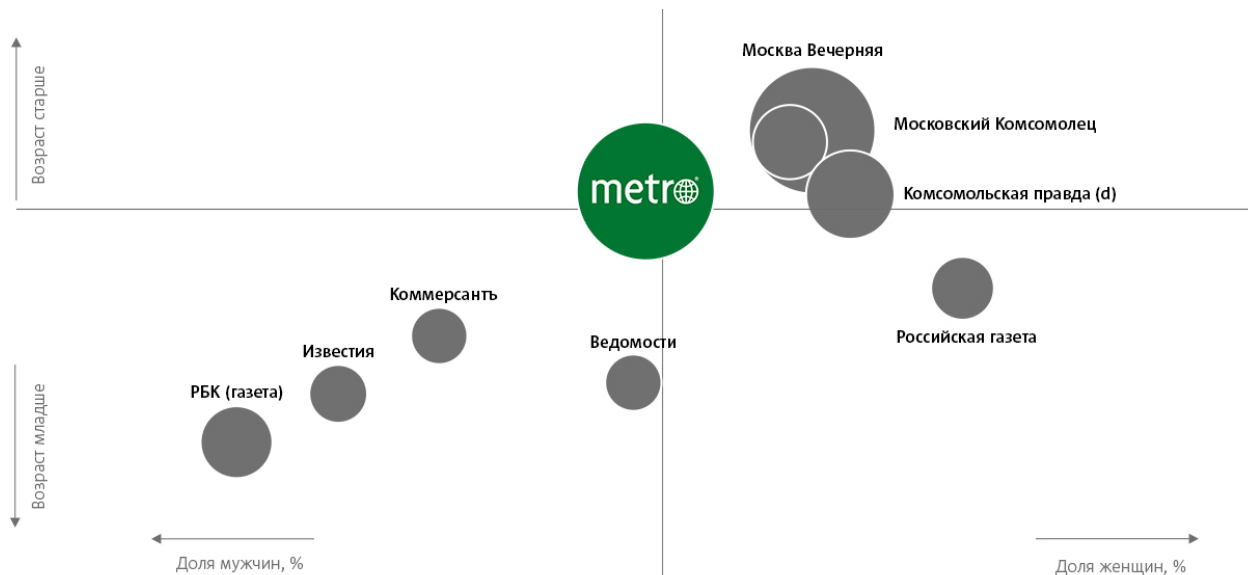 Москва Вечерняя
Возраст старше
Московский Комсомолец
metro
Комсомольская правда (d)
Коммерсантъ
Ведомости
Российская газета
Известия
РБК (газета)
Возраст младше
Доля мужчин, %
Доля женщин, %